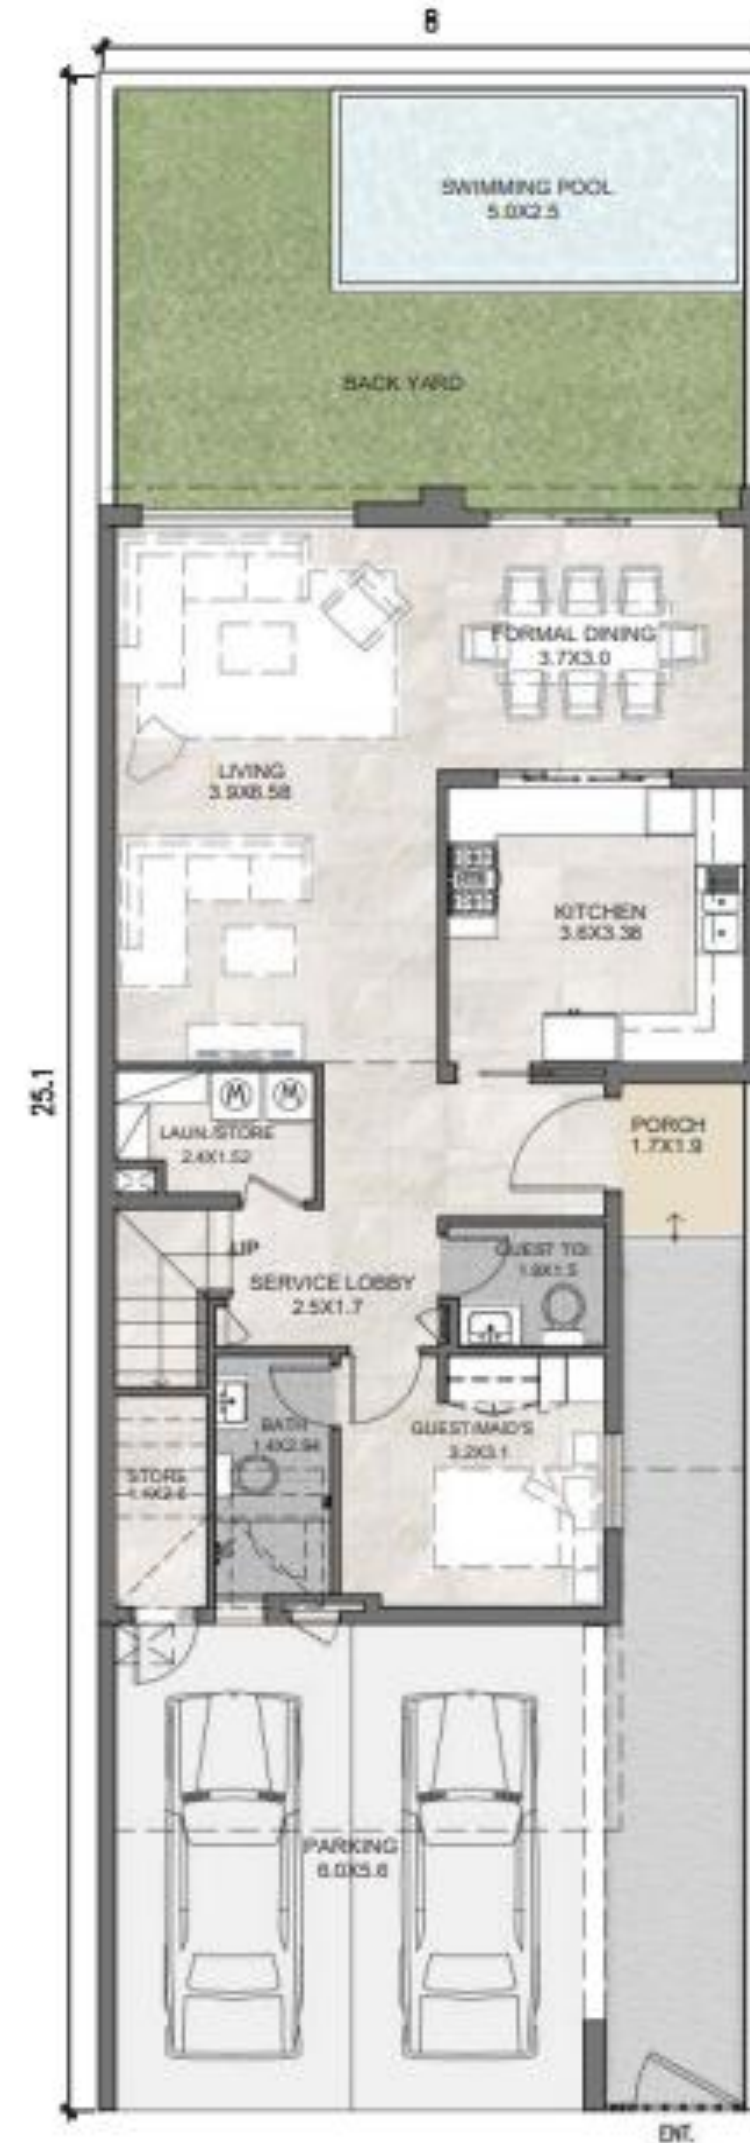 8
SWIMMING POOL
5.0X2.5
BACK YARD
FORMAL DINING
3.7X3.0
LIVING
3.9X6.58
KITCHEN
3.6X3.38
25.1
M M
LAUN./STORE
2.4X1.52
PORCH
1.7X1.9
UP
GUEST TOI
1.9X1.5
SERVICE LOBBY
2.5X1.7
BATH
1.4X2.94
GUEST/MAID'S
3.2X3.1
STORE
PARKING
6.0X5.6
ENT.